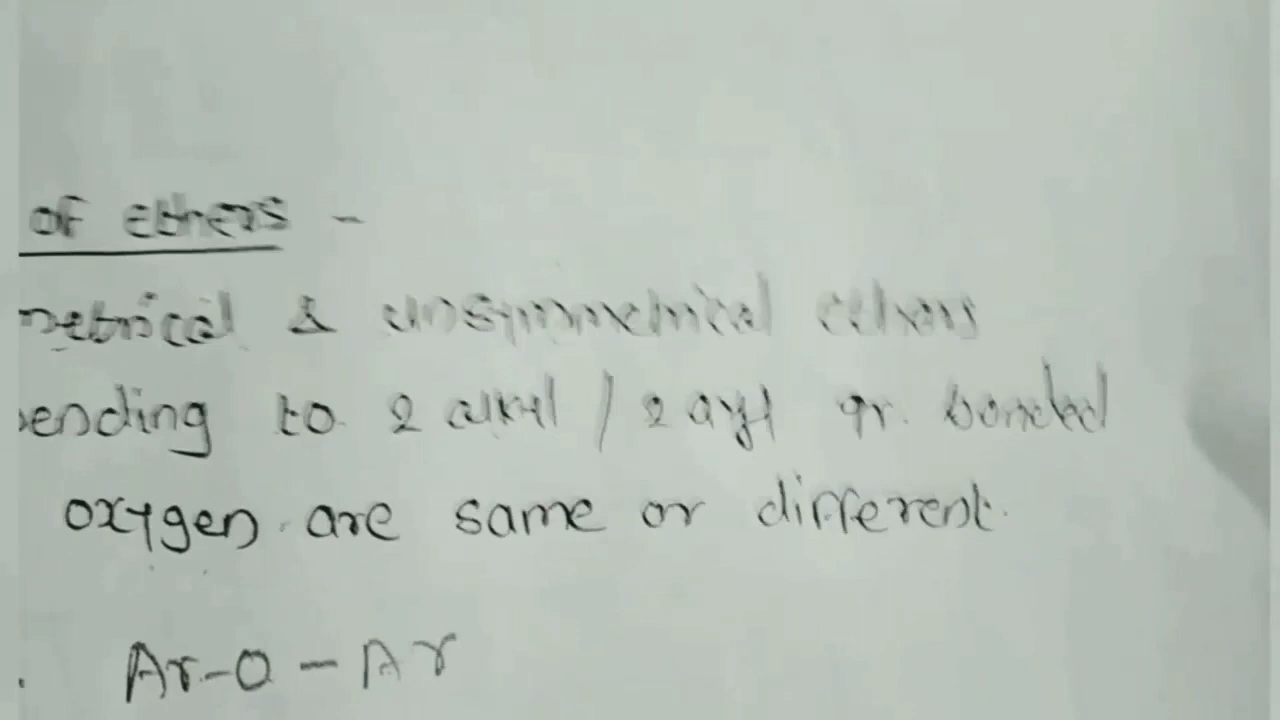 of ethers -
metrical & unsymmetrical ethers
ending to 2 alkyl / 2 ayl gr. bonded
oxygen are same or different.
Ar-O-Ar